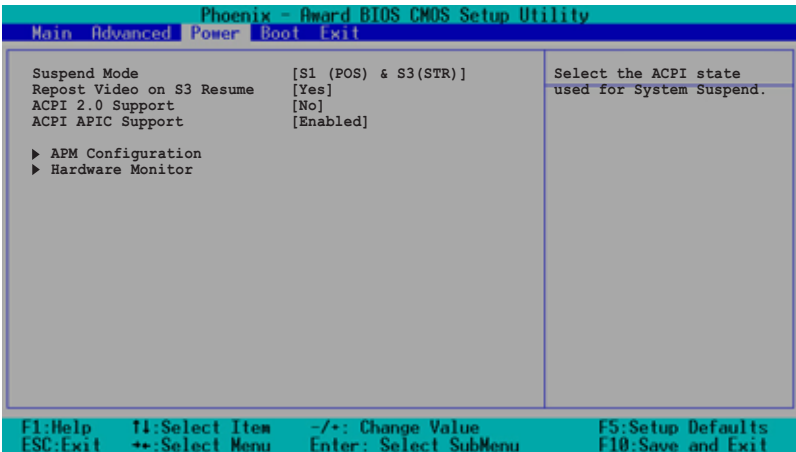 Phoenix - Award BIOS CMOS Setup Utility
Main Advanced Power Boot Exit
Suspend Mode [S1 (POS) & S3(STR)]
Repost Video on S3 Resume [Yes]
ACPI 2.0 Support [No]
ACPI APIC Support [Enabled]
▶ APM Configuration
▶ Hardware Monitor
Select the ACPI state
used for System Suspend.
F1:Help ↑↓:Select Item -/+: Change Value F5:Setup Defaults
ESC:Exit →←:Select Menu Enter: Select SubMenu F10:Save and Exit